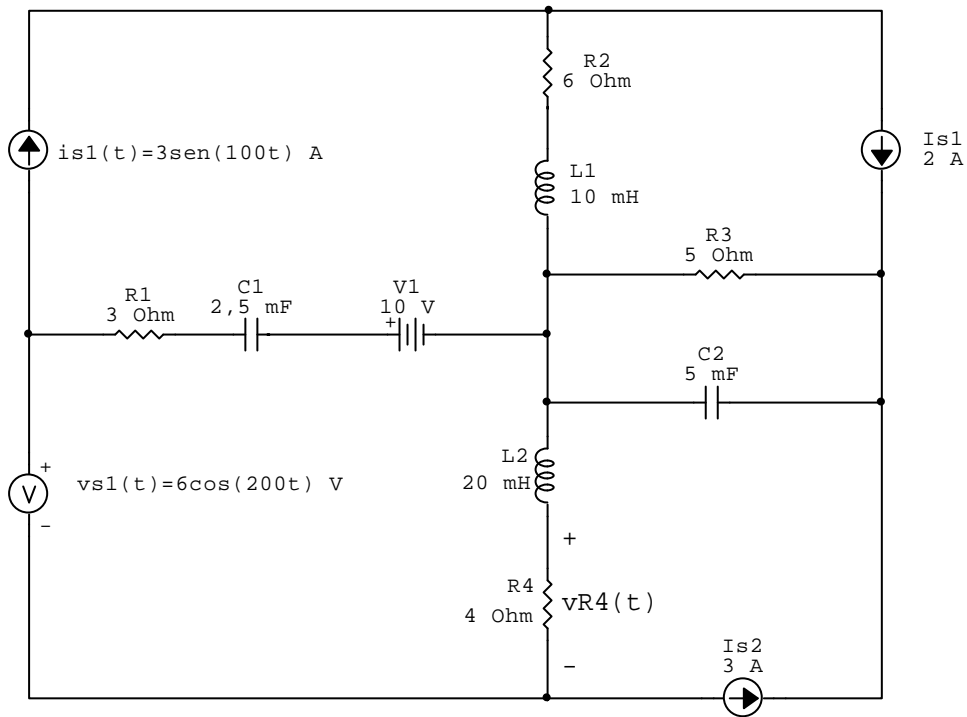 R2
6 Ohm
is1(t)=3sen(100t) A
Is1
2 A
L1
10 mH
R3
5 Ohm
R1
3 Ohm
C1
2,5 mF
V1
10 V
+
C2
5 mF
L2
20 mH
+
V
vs1(t)=6cos(200t) V
-
+
R4
4 Ohm
vR4(t)
-
Is2
3 A